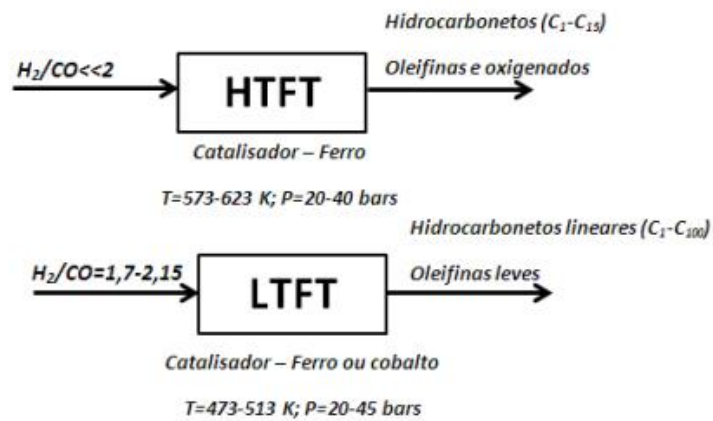 Hidrocarbonetos (C₁-C₁₅)
H₂/CO<<2
HTFT
Oleifinas e oxigenados
Catalisador – Ferro
T=573-623 K; P=20-40 bars
Hidrocarbonetos lineares (C₁-C₁₀₀)
H₂/CO=1,7-2,15
LTFT
Oleifinas leves
Catalisador – Ferro ou cobalto
T=473-513 K; P=20-45 bars